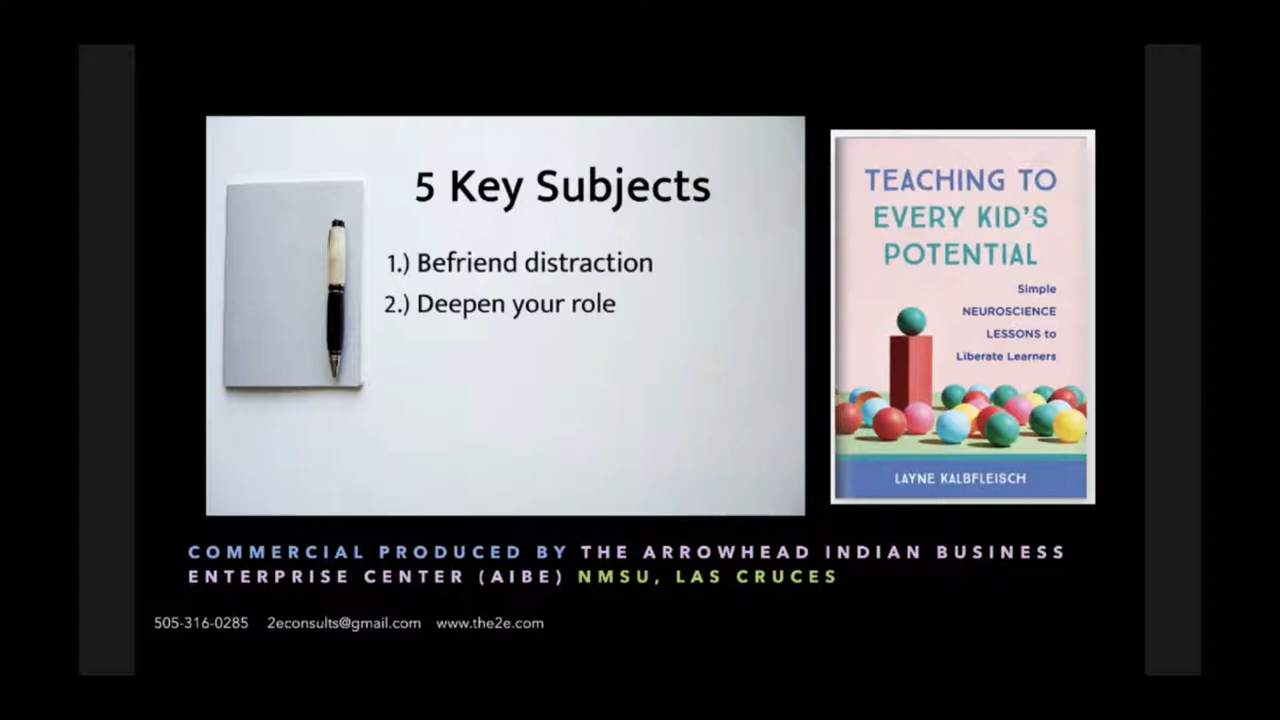 5 Key Subjects
1.) Befriend distraction
2.) Deepen your role
TEACHING TO
EVERY KID'S
POTENTIAL
Simple
NEUROSCIENCE
LESSONS to
Liberate Learners
LAYNE KALBFLEISCH
COMMERCIAL PRODUCED BY THE ARROWHEAD INDIAN BUSINESS
ENTERPRISE CENTER (AIBE) NMSU, LAS CRUCES
505-316-0285 2econsults@gmail.com www.the2e.com